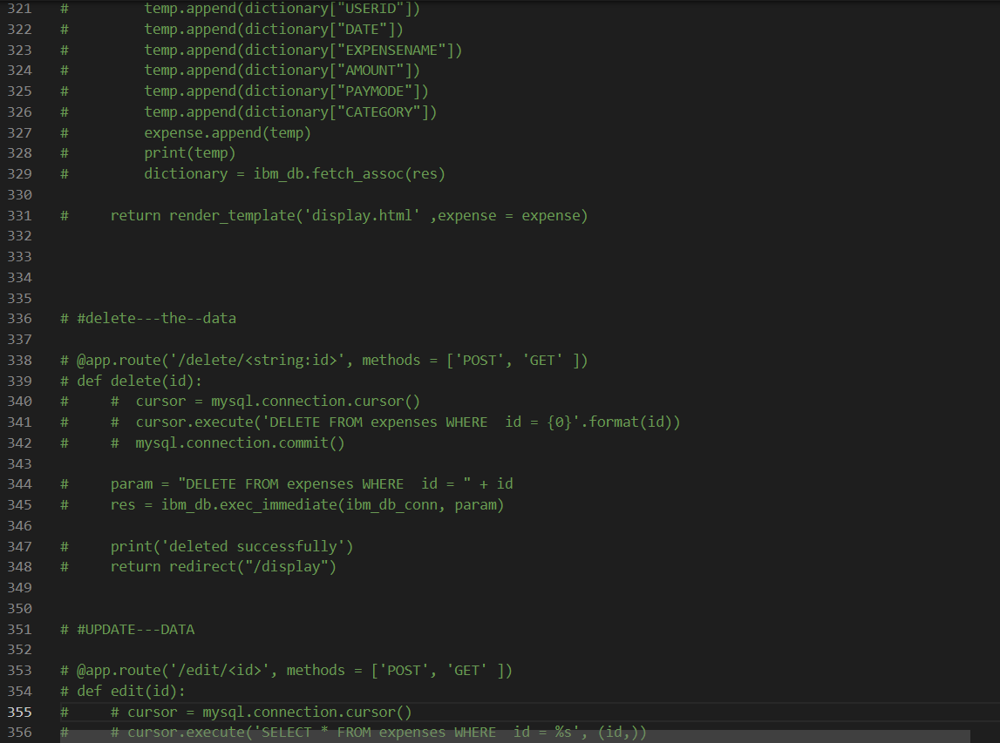 321 #         temp.append(dictionary["USERID"])
322 #         temp.append(dictionary["DATE"])
323 #         temp.append(dictionary["EXPENSENAME"])
324 #         temp.append(dictionary["AMOUNT"])
325 #         temp.append(dictionary["PAYMODE"])
326 #         temp.append(dictionary["CATEGORY"])
327 #         expense.append(temp)
328 #         print(temp)
329 #         dictionary = ibm_db.fetch_assoc(res)
330
331 #     return render_template('display.html' ,expense = expense)
332
333
334
335
336 # #delete---the--data
337
338 # @app.route('/delete/<string:id>', methods = ['POST', 'GET' ])
339 # def delete(id):
340 #     #  cursor = mysql.connection.cursor()
341 #     #  cursor.execute('DELETE FROM expenses WHERE  id = {0}'.format(id))
342 #     #  mysql.connection.commit()
343
344 #     param = "DELETE FROM expenses WHERE  id = " + id
345 #     res = ibm_db.exec_immediate(ibm_db_conn, param)
346
347 #     print('deleted successfully')
348 #     return redirect("/display")
349
350
351 # #UPDATE---DATA
352
353 # @app.route('/edit/<id>', methods = ['POST', 'GET' ])
354 # def edit(id):
355 #     # cursor = mysql.connection.cursor()
356 #     # cursor.execute('SELECT * FROM expenses WHERE  id = %s', (id,))